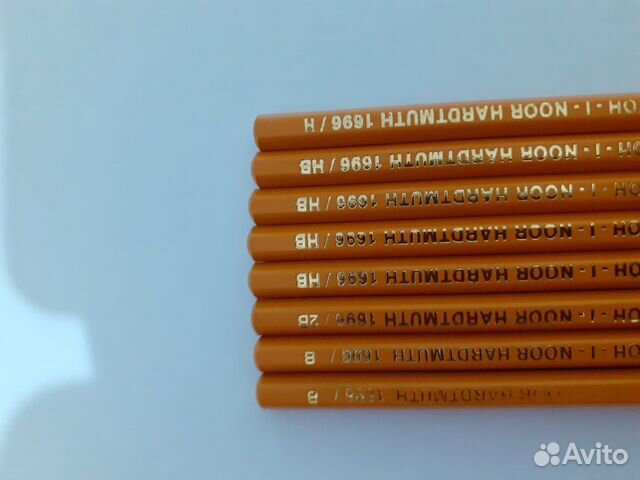 OH - I - NOOR HARDTMUTH 1696 / H
OH - I - NOOR HARDTMUTH 1696 / HB
OH - I - NOOR HARDTMUTH 1696 / HB
OH - I - NOOR HARDTMUTH 1696 / HB
OH - I - NOOR HARDTMUTH 1696 / HB
OH - I - NOOR HARDTMUTH 1696 / 2B
OH - I - NOOR HARDTMUTH 1696 / B
HARDTMUTH 1696 / B
Avito